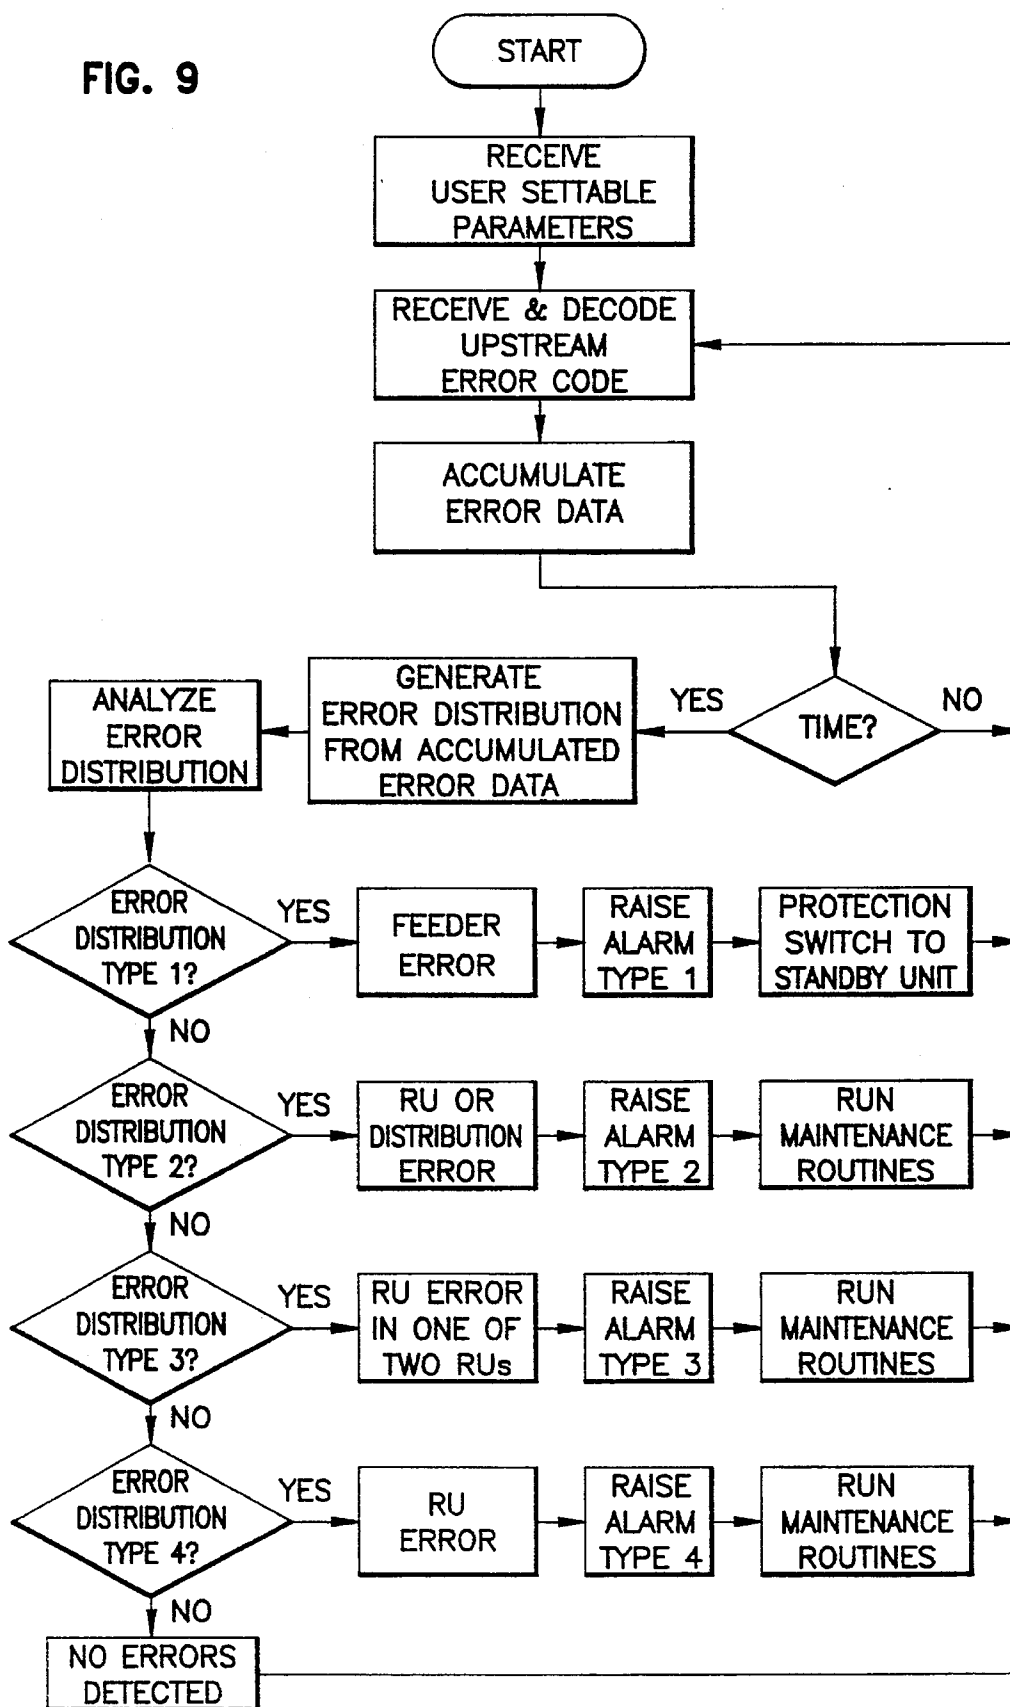 FIG. 9
START
RECEIVE
USER SETTABLE
PARAMETERS
RECEIVE & DECODE
UPSTREAM
ERROR CODE
ACCUMULATE
ERROR DATA
TIME?
YES
NO
GENERATE
ERROR DISTRIBUTION
FROM ACCUMULATED
ERROR DATA
ANALYZE
ERROR
DISTRIBUTION
ERROR
DISTRIBUTION
TYPE 1?
YES
NO
FEEDER
ERROR
RAISE
ALARM
TYPE 1
PROTECTION
SWITCH TO
STANDBY UNIT
ERROR
DISTRIBUTION
TYPE 2?
YES
NO
RU OR
DISTRIBUTION
ERROR
RAISE
ALARM
TYPE 2
RUN
MAINTENANCE
ROUTINES
ERROR
DISTRIBUTION
TYPE 3?
YES
NO
RU ERROR
IN ONE OF
TWO RUs
RAISE
ALARM
TYPE 3
RUN
MAINTENANCE
ROUTINES
ERROR
DISTRIBUTION
TYPE 4?
YES
NO
RU
ERROR
RAISE
ALARM
TYPE 4
RUN
MAINTENANCE
ROUTINES
NO ERRORS
DETECTED